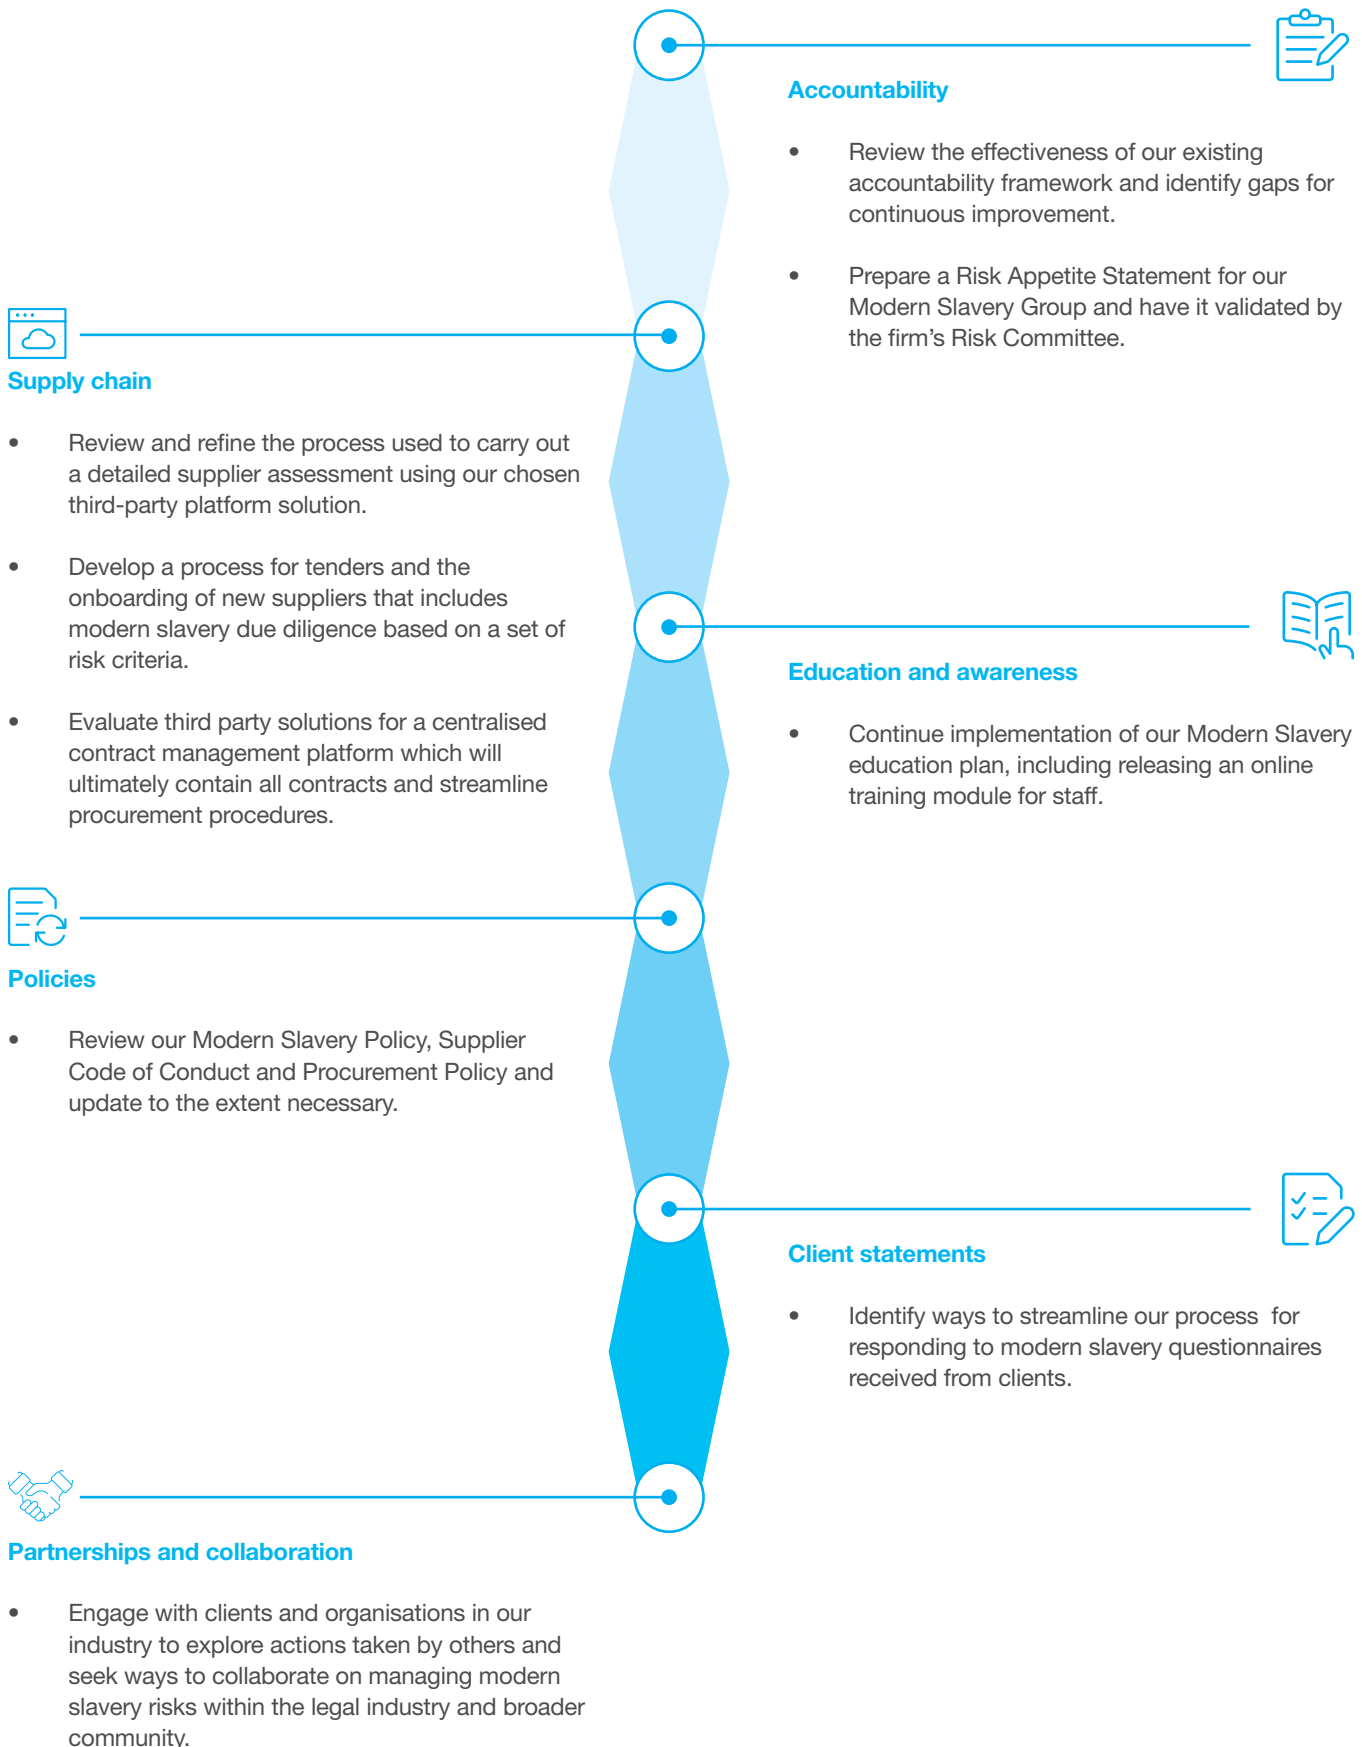 Accountability
• Review the effectiveness of our existing
accountability framework and identify gaps for
continuous improvement.
• Prepare a Risk Appetite Statement for our
Modern Slavery Group and have it validated by
the firm's Risk Committee.
Supply chain
• Review and refine the process used to carry out
a detailed supplier assessment using our chosen
third-party platform solution.
• Develop a process for tenders and the
onboarding of new suppliers that includes
modern slavery due diligence based on a set of
risk criteria.
• Evaluate third party solutions for a centralised
contract management platform which will
ultimately contain all contracts and streamline
procurement procedures.
Education and awareness
• Continue implementation of our Modern Slavery
education plan, including releasing an online
training module for staff.
Policies
• Review our Modern Slavery Policy, Supplier
Code of Conduct and Procurement Policy and
update to the extent necessary.
Client statements
• Identify ways to streamline our process  for
responding to modern slavery questionnaires
received from clients.
Partnerships and collaboration
• Engage with clients and organisations in our
industry to explore actions taken by others and
seek ways to collaborate on managing modern
slavery risks within the legal industry and broader
community.